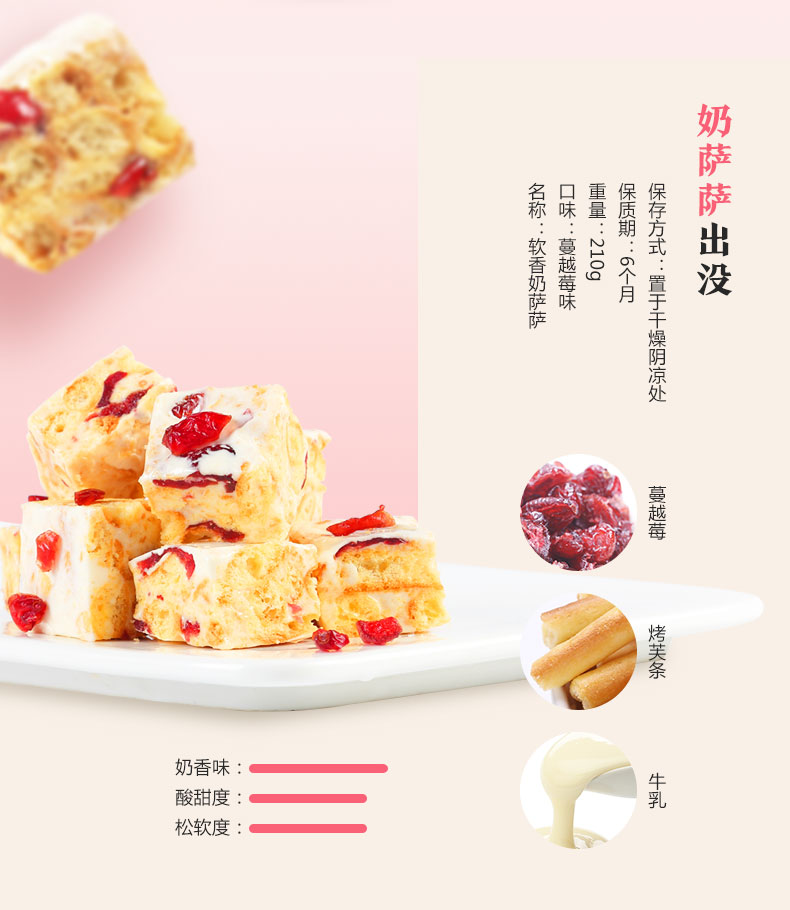 奶萨萨出没
保存方式：置于干燥阴凉处
保质期：6个月
重量：210g
口味：蔓越莓味
名称：软香奶萨萨
蔓越莓
烤芙条
牛乳
奶香味：
酸甜度：
松软度：